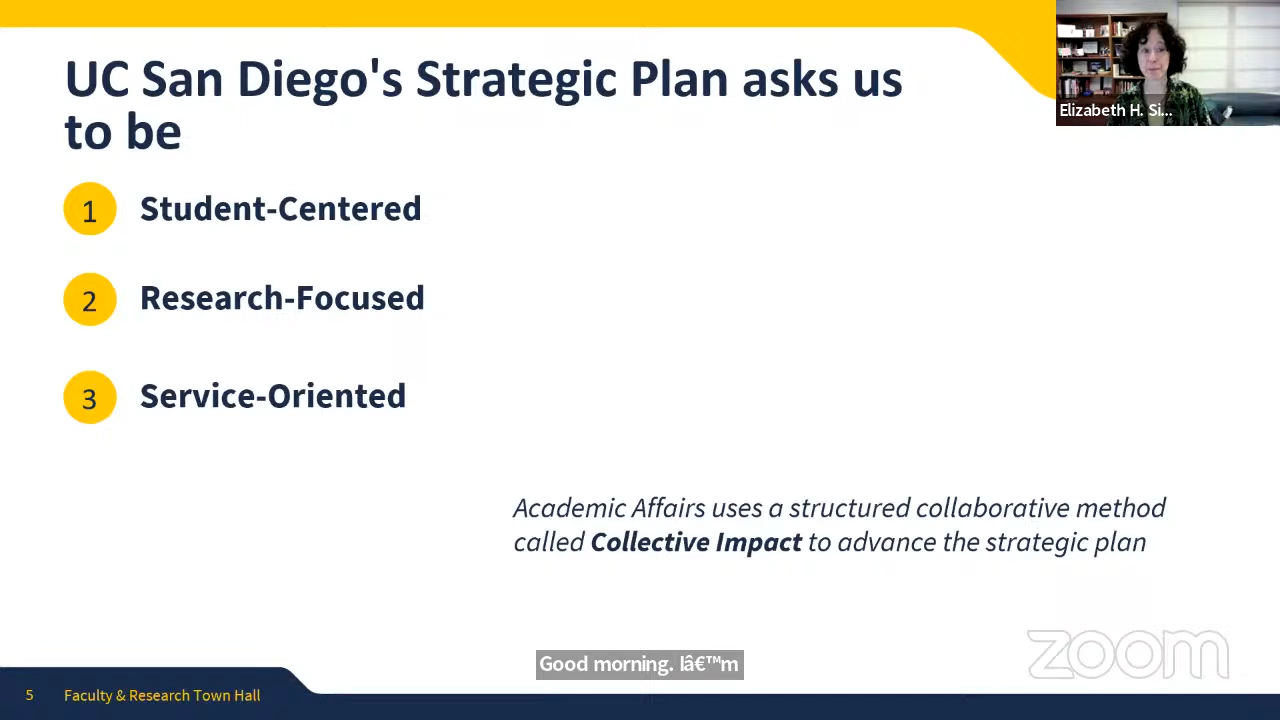 UC San Diego's Strategic Plan asks us
to be
Elizabeth H. Si...
1 Student-Centered
2 Research-Focused
3 Service-Oriented
Academic Affairs uses a structured collaborative method
called Collective Impact to advance the strategic plan
Good morning. Iâ€™m
zoom
5 Faculty & Research Town Hall